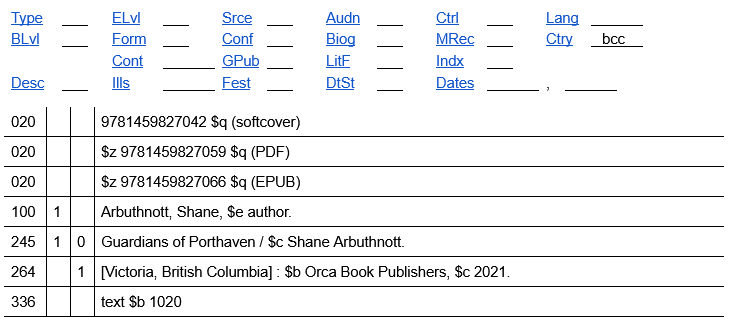 Type ELvl Srce Audn Ctrl Lang
BLvl Form Conf Biog MRec Ctry bcc
Cont GPub LitF Indx
Desc Ills Fest DtSt Dates ,
020 9781459827042 $q (softcover)
020 $z 9781459827059 $q (PDF)
020 $z 9781459827066 $q (EPUB)
100 1 Arbuthnott, Shane, $e author.
245 1 0 Guardians of Porthaven / $c Shane Arbuthnott.
264 1 [Victoria, British Columbia] : $b Orca Book Publishers, $c 2021.
336 text $b 1020